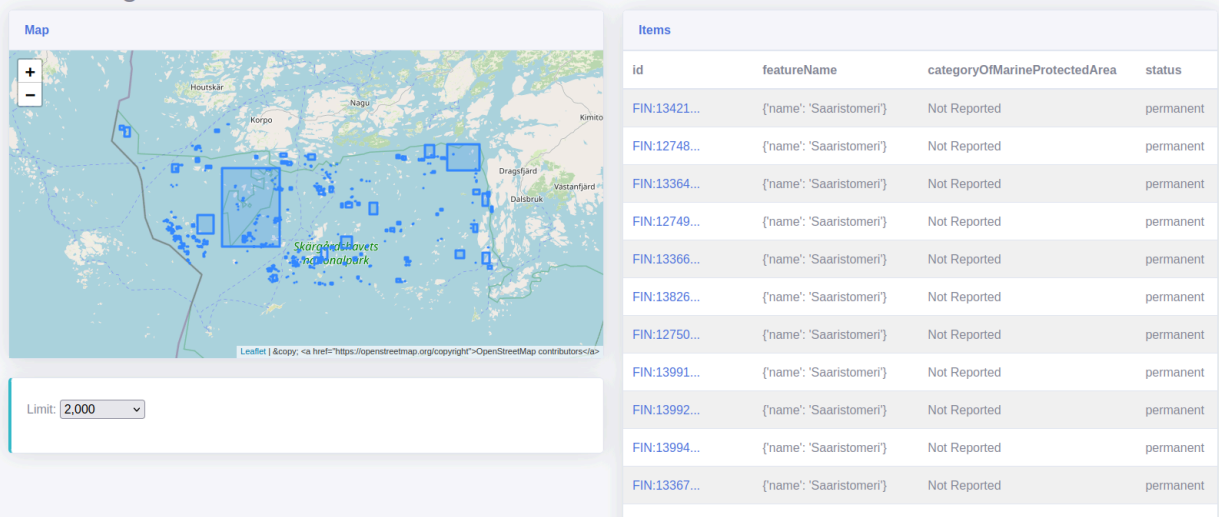 Map
+
−
Houtskär
Nagu
Korpo
Kimito
Dragsfjärd
Västanfjärd
Dalsbruk
Skärgårdshavets
nationalpark
Leaflet | &copy; <a href="https://openstreetmap.org/copyright">OpenStreetMap contributors</a>
Limit: 2,000
Items
id featureName categoryOfMarineProtectedArea status
FIN:13421... {'name': 'Saaristomeri'} Not Reported permanent
FIN:12748... {'name': 'Saaristomeri'} Not Reported permanent
FIN:13364... {'name': 'Saaristomeri'} Not Reported permanent
FIN:12749... {'name': 'Saaristomeri'} Not Reported permanent
FIN:13366... {'name': 'Saaristomeri'} Not Reported permanent
FIN:13826... {'name': 'Saaristomeri'} Not Reported permanent
FIN:12750... {'name': 'Saaristomeri'} Not Reported permanent
FIN:13991... {'name': 'Saaristomeri'} Not Reported permanent
FIN:13992... {'name': 'Saaristomeri'} Not Reported permanent
FIN:13994... {'name': 'Saaristomeri'} Not Reported permanent
FIN:13367... {'name': 'Saaristomeri'} Not Reported permanent